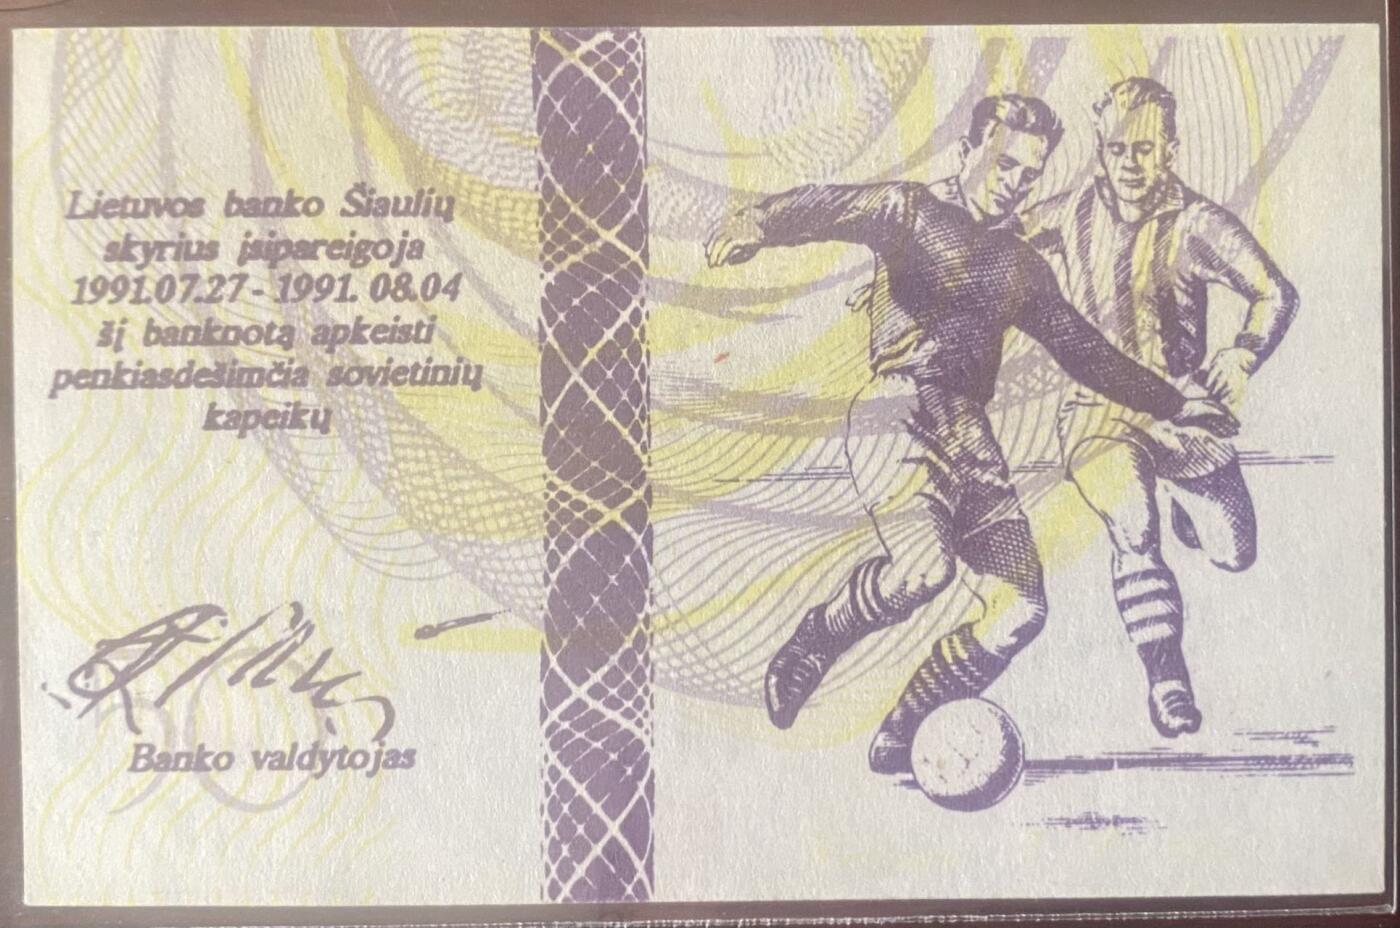 Lietuvos banko Šiaulių
skyrius įsipareigoja
1991.07.27 - 1991. 08.04
šį banknotą apkeisti
penkiasdešimčia sovietinių
kapeikų
Banko valdytojas